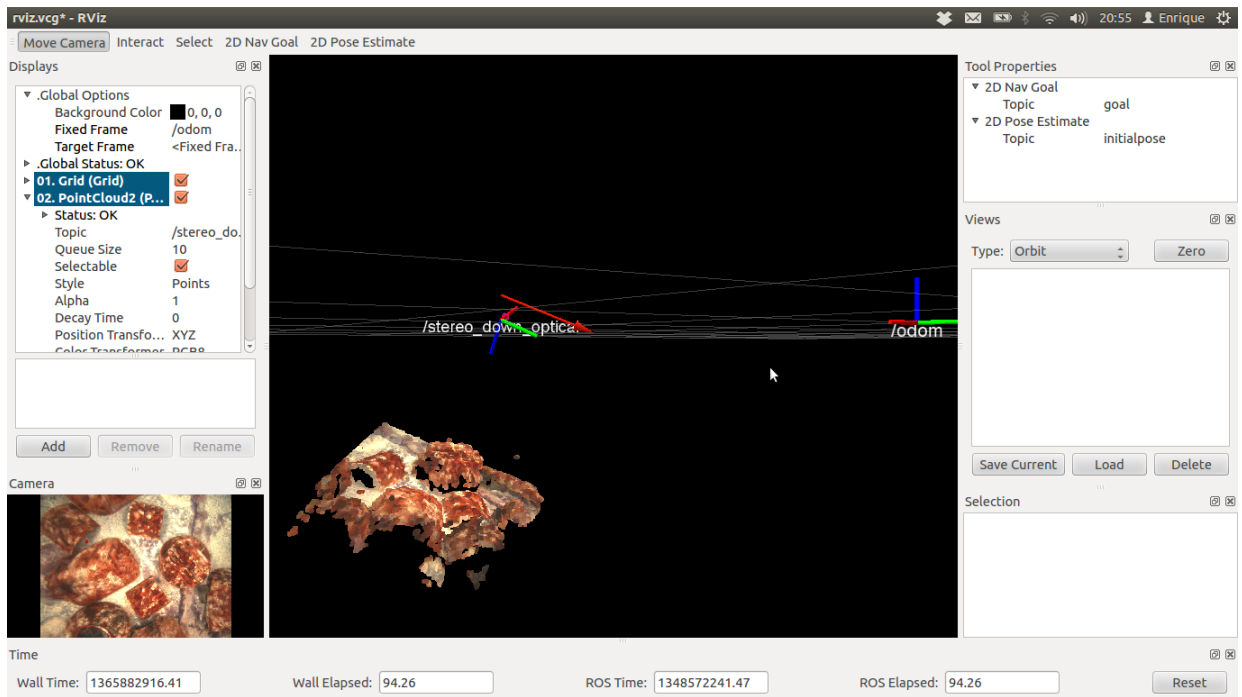 rviz.vcg* - RViz
20:55 Enrique
Move Camera Interact Select 2D Nav Goal 2D Pose Estimate
Displays
.Global Options
Background Color 0, 0, 0
Fixed Frame /odom
Target Frame <Fixed Fra..
.Global Status: OK
01. Grid (Grid)
02. PointCloud2 (P...
Status: OK
Topic /stereo_do.
Queue Size 10
Selectable
Style Points
Alpha 1
Decay Time 0
Position Transfo... XYZ
Color Transformer RGB8
Add Remove Rename
Camera
/stereo_down_optical
/odom
Tool Properties
2D Nav Goal
Topic goal
2D Pose Estimate
Topic initialpose
Views
Type: Orbit Zero
Save Current Load Delete
Selection
Time
Wall Time: 1365882916.41 Wall Elapsed: 94.26 ROS Time: 1348572241.47 ROS Elapsed: 94.26 Reset